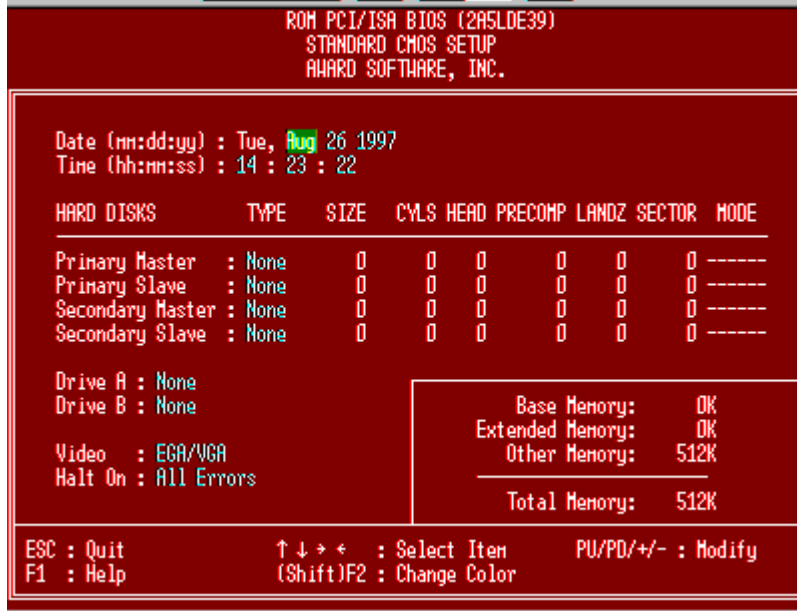 ROM PCI/ISA BIOS (2A5LDE39)
STANDARD CMOS SETUP
AWARD SOFTWARE, INC.
Date (mm:dd:yy) : Tue, Aug 26 1997
Time (hh:mm:ss) : 14 : 23 : 22
HARD DISKS TYPE SIZE CYLS HEAD PRECOMP LANDZ SECTOR MODE
Primary Master : None 0 0 0 0 0 0 ------
Primary Slave : None 0 0 0 0 0 0 ------
Secondary Master : None 0 0 0 0 0 0 ------
Secondary Slave : None 0 0 0 0 0 0 ------
Drive A : None
Drive B : None
Video : EGA/VGA
Halt On : All Errors
Base Memory: 0K
Extended Memory: 0K
Other Memory: 512K
Total Memory: 512K
ESC : Quit ↑ ↓ → ← : Select Item PU/PD/+/- : Modify
F1 : Help (Shift)F2 : Change Color